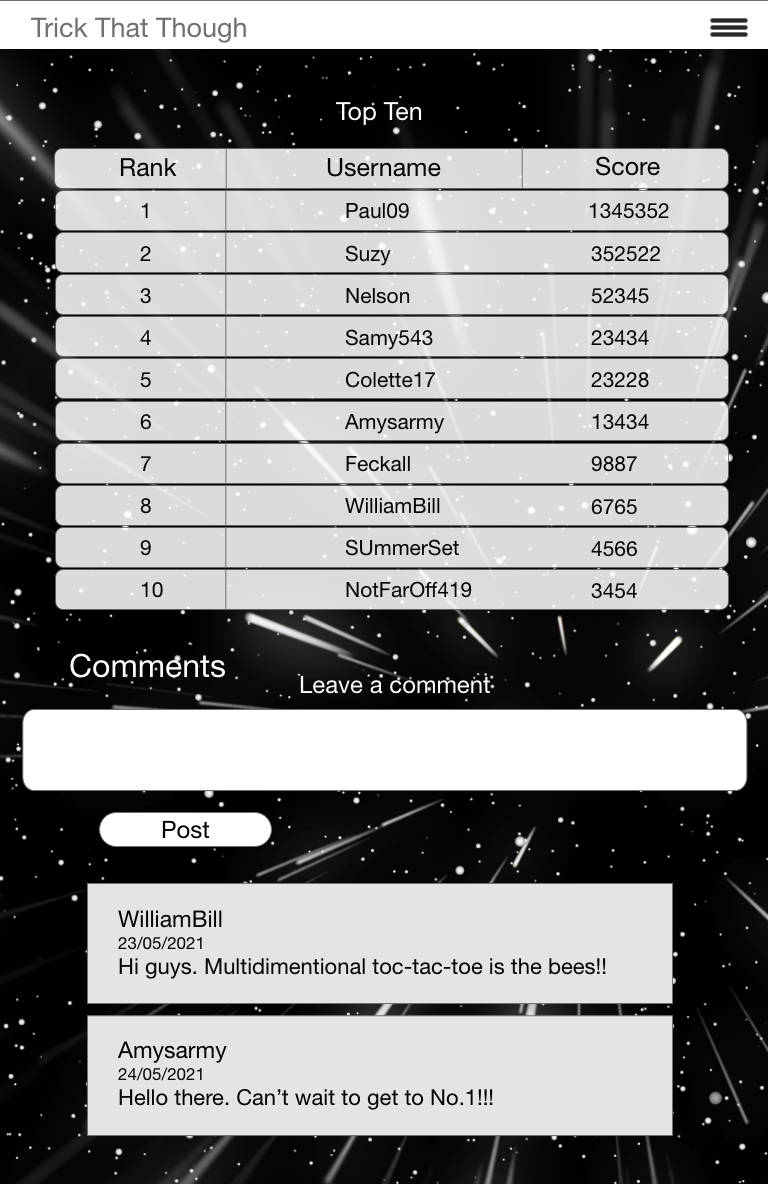 Trick That Though
Top Ten
Rank Username Score
1 Paul09 1345352
2 Suzy 352522
3 Nelson 52345
4 Samy543 23434
5 Colette17 23228
6 Amysarmy 13434
7 Feckall 9887
8 WilliamBill 6765
9 SUmmerSet 4566
10 NotFarOff419 3454
Comments
Leave a comment
Post
WilliamBill
23/05/2021
Hi guys. Multidimentional toc-tac-toe is the bees!!
Amysarmy
24/05/2021
Hello there. Can’t wait to get to No.1!!!